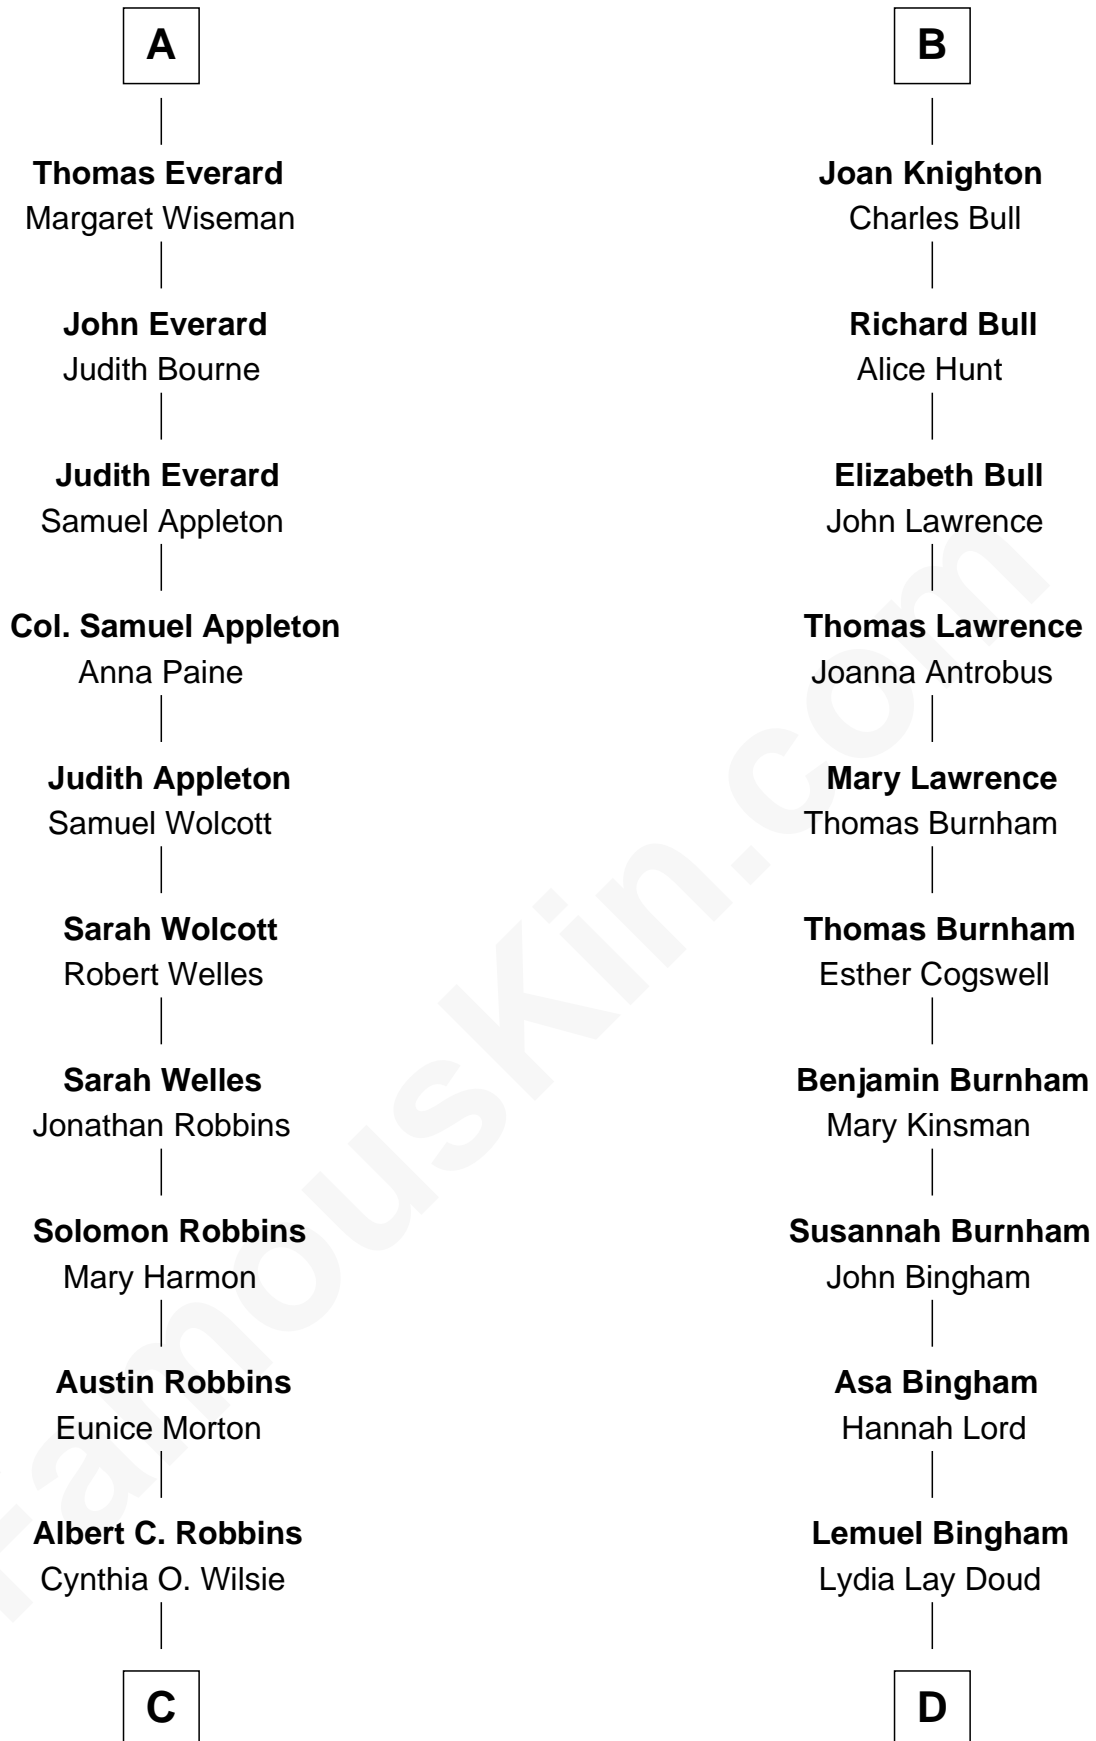 A
Thomas Everard
Margaret Wiseman
John Everard
Judith Bourne
Judith Everard
Samuel Appleton
Col. Samuel Appleton
Anna Paine
Judith Appleton
Samuel Wolcott
Sarah Wolcott
Robert Welles
Sarah Welles
Jonathan Robbins
Solomon Robbins
Mary Harmon
Austin Robbins
Eunice Morton
Albert C. Robbins
Cynthia O. Wilsie
C
B
Joan Knighton
Charles Bull
Richard Bull
Alice Hunt
Elizabeth Bull
John Lawrence
Thomas Lawrence
Joanna Antrobus
Mary Lawrence
Thomas Burnham
Thomas Burnham
Esther Cogswell
Benjamin Burnham
Mary Kinsman
Susannah Burnham
John Bingham
Asa Bingham
Hannah Lord
Lemuel Bingham
Lydia Lay Doud
D
FamousKin.com